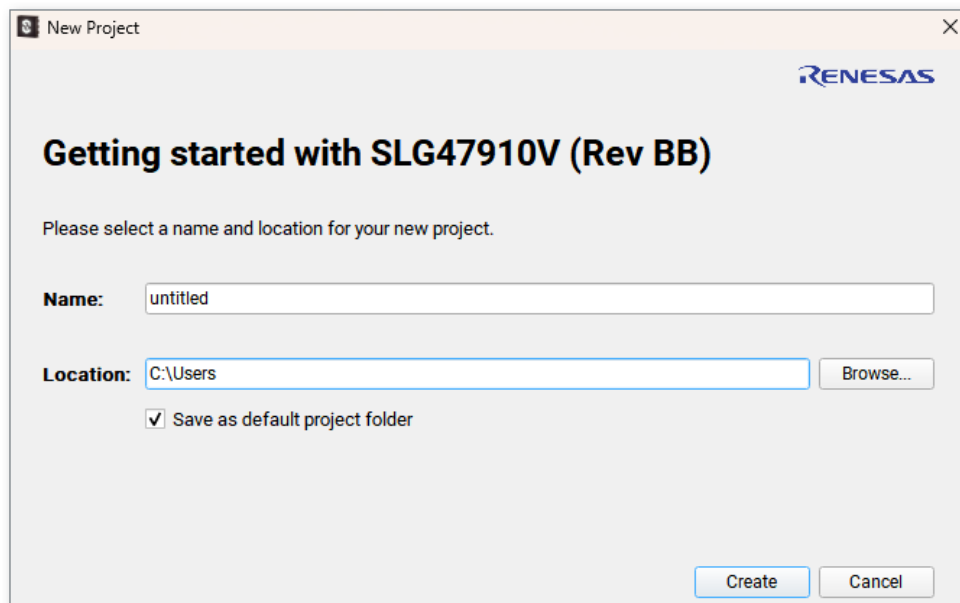 New Project
RENESAS
Getting started with SLG47910V (Rev BB)
Please select a name and location for your new project.
Name: untitled
Location: C:\Users Browse...
Save as default project folder
Create Cancel